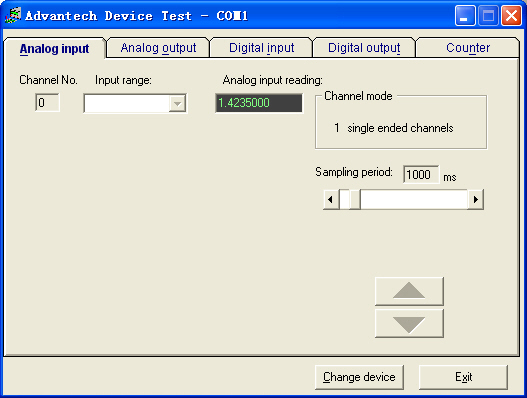 Advantech Device Test - COM1
Analog input
Analog output
Digital input
Digital output
Counter
Channel No.
Input range:
Analog input reading:
0
1.4235000
Channel mode
1 single ended channels
Sampling period:
1000
ms
Change device
Exit